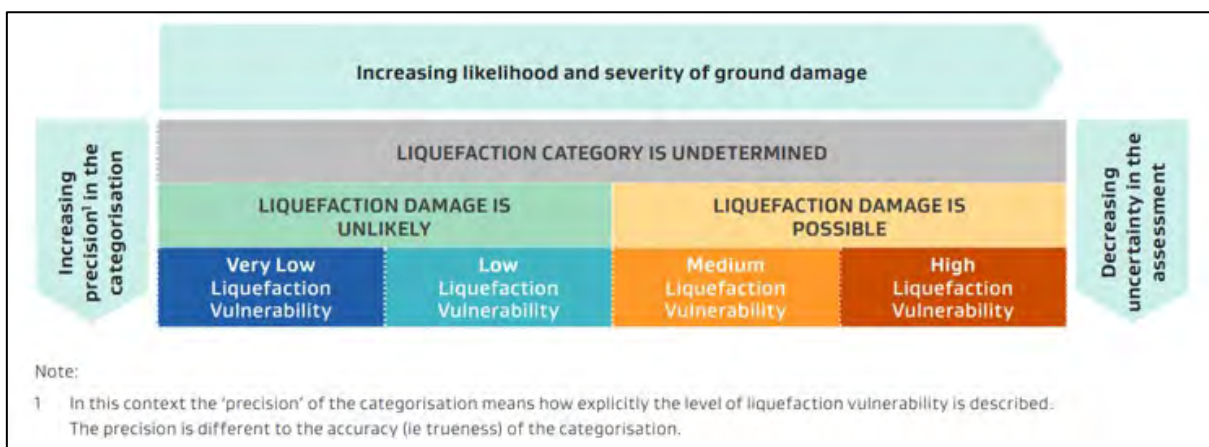 Increasing likelihood and severity of ground damage
Increasing
precision¹ in the
categorisation
LIQUEFACTION CATEGORY IS UNDETERMINED
LIQUEFACTION DAMAGE IS
UNLIKELY
LIQUEFACTION DAMAGE IS
POSSIBLE
Very Low
Liquefaction
Vulnerability
Low
Liquefaction
Vulnerability
Medium
Liquefaction
Vulnerability
High
Liquefaction
Vulnerability
Decreasing
uncertainty in the
assessment
Note:
1 In this context the 'precision' of the categorisation means how explicitly the level of liquefaction vulnerability is described.
The precision is different to the accuracy (ie trueness) of the categorisation.